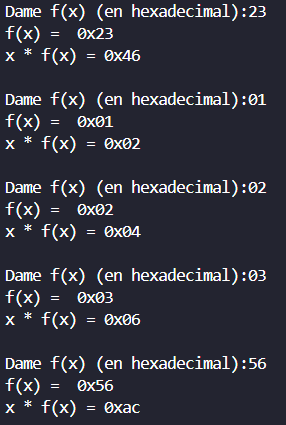 Dame f(x) (en hexadecimal):23
f(x) =  0x23
x * f(x) = 0x46
Dame f(x) (en hexadecimal):01
f(x) =  0x01
x * f(x) = 0x02
Dame f(x) (en hexadecimal):02
f(x) =  0x02
x * f(x) = 0x04
Dame f(x) (en hexadecimal):03
f(x) =  0x03
x * f(x) = 0x06
Dame f(x) (en hexadecimal):56
f(x) =  0x56
x * f(x) = 0xac